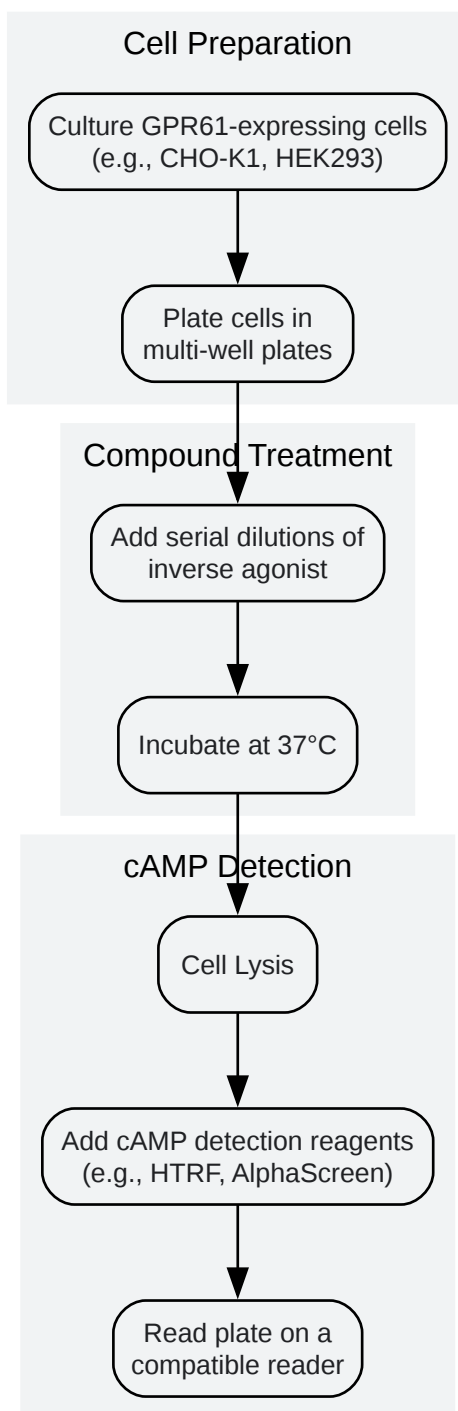 Cell Preparation
Culture GPR61-expressing cells
(e.g., CHO-K1, HEK293)
Plate cells in
multi-well plates
Compound Treatment
Add serial dilutions of
inverse agonist
Incubate at 37°C
cAMP Detection
Cell Lysis
Add cAMP detection reagents
(e.g., HTRF, AlphaScreen)
Read plate on a
compatible reader